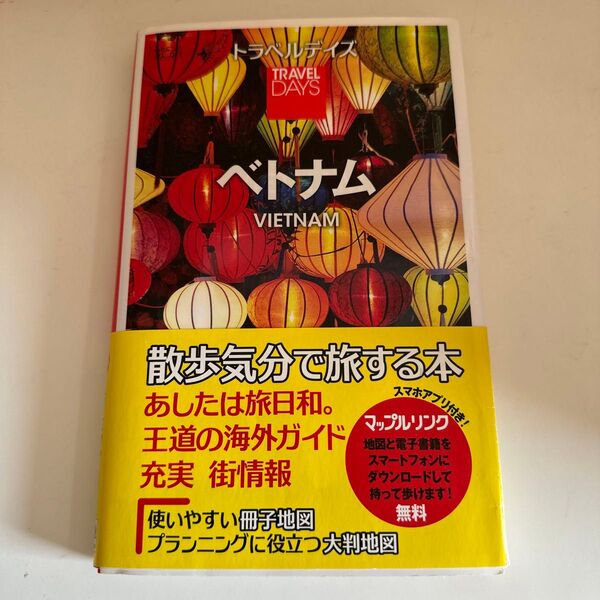 トラベルデイズ
TRAVEL
DAYS
ベトナム
VIETNAM
散歩気分で旅する本
あしたは旅日和。
王道の海外ガイド
充実 街情報
スマホアプリ付き!
マップルリンク
地図と電子書籍を
スマートフォンに
ダウンロードして
持って歩けます!
無料
使いやすい冊子地図
プランニングに役立つ大判地図